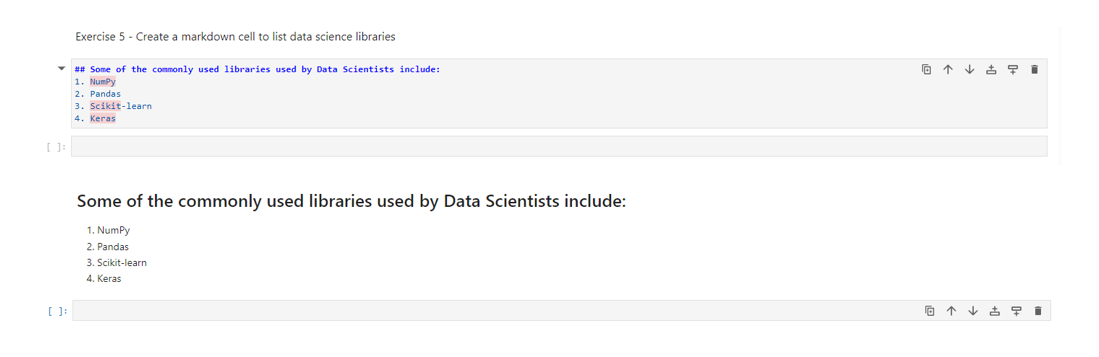 Exercise 5 - Create a markdown cell to list data science libraries
## Some of the commonly used libraries used by Data Scientists include:
1. NumPy
2. Pandas
3. Scikit-learn
4. Keras
[ ]:
Some of the commonly used libraries used by Data Scientists include:
1. NumPy
2. Pandas
3. Scikit-learn
4. Keras
[ ]: